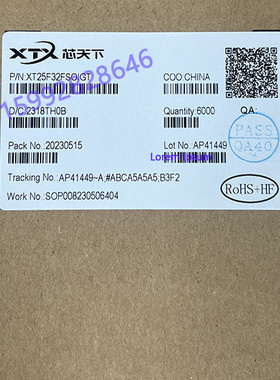 XTX 芯天下
P/N:XT25F32FSOIGT COO:CHINA
15992828646
D/C:2318TH0B Quantity:6000 QA:
Pack No.:20230515 Lot No.:AP41449
PASS
QA40
Tracking No.:AP41449~A;#ABCA5A5A5;B3F2
RoHS+HF
Work No.:SOP008230506404